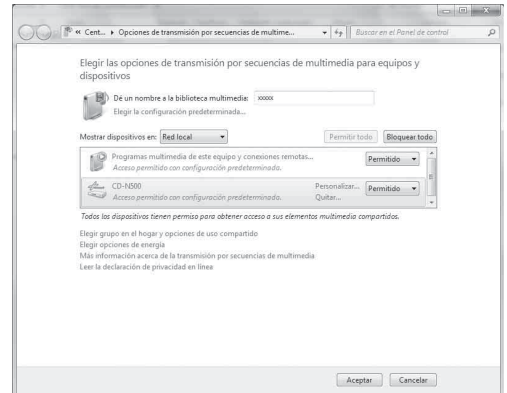 « Cent... ▸ Opciones de transmisión por secuencias de multime...
Buscar en el Panel de control
Elegir las opciones de transmisión por secuencias de multimedia para equipos y
dispositivos
Dé un nombre a la biblioteca multimedia: xxxxx
Elegir la configuración predeterminada...
Mostrar dispositivos en: Red local
Permitir todo Bloquear todo
Programas multimedia de este equipo y conexiones remotas...
Acceso permitido con configuración predeterminada.
Permitido
CD-N500
Acceso permitido con configuración predeterminada.
Personalizar...
Quitar...
Permitido
Todos los dispositivos tienen permiso para obtener acceso a sus elementos multimedia compartidos.
Elegir grupo en el hogar y opciones de uso compartido
Elegir opciones de energía
Más información acerca de la transmisión por secuencias de multimedia
Leer la declaración de privacidad en línea
Aceptar Cancelar